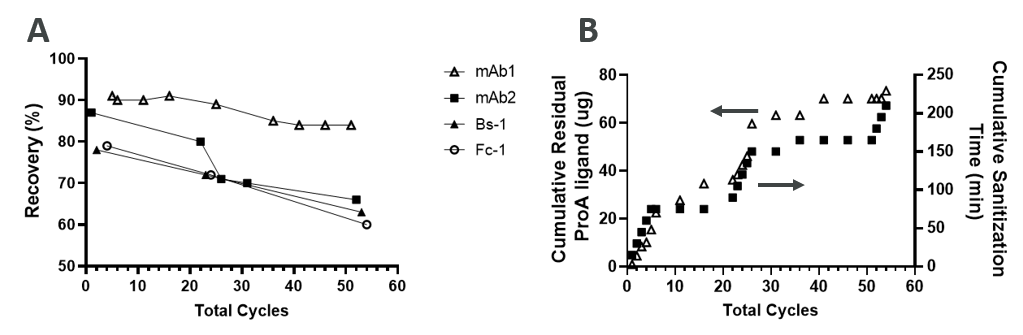 A
100
90
80
70
60
50
Recovery (%)
0 10 20 30 40 50 60
Total Cycles
mAb1
mAb2
Bs-1
Fc-1
B
80
60
40
20
0
Cumulative Residual
ProA ligand (ug)
0 10 20 30 40 50 60
Total Cycles
250
200
150
100
50
0
Cumulative Sanitization
Time (min)